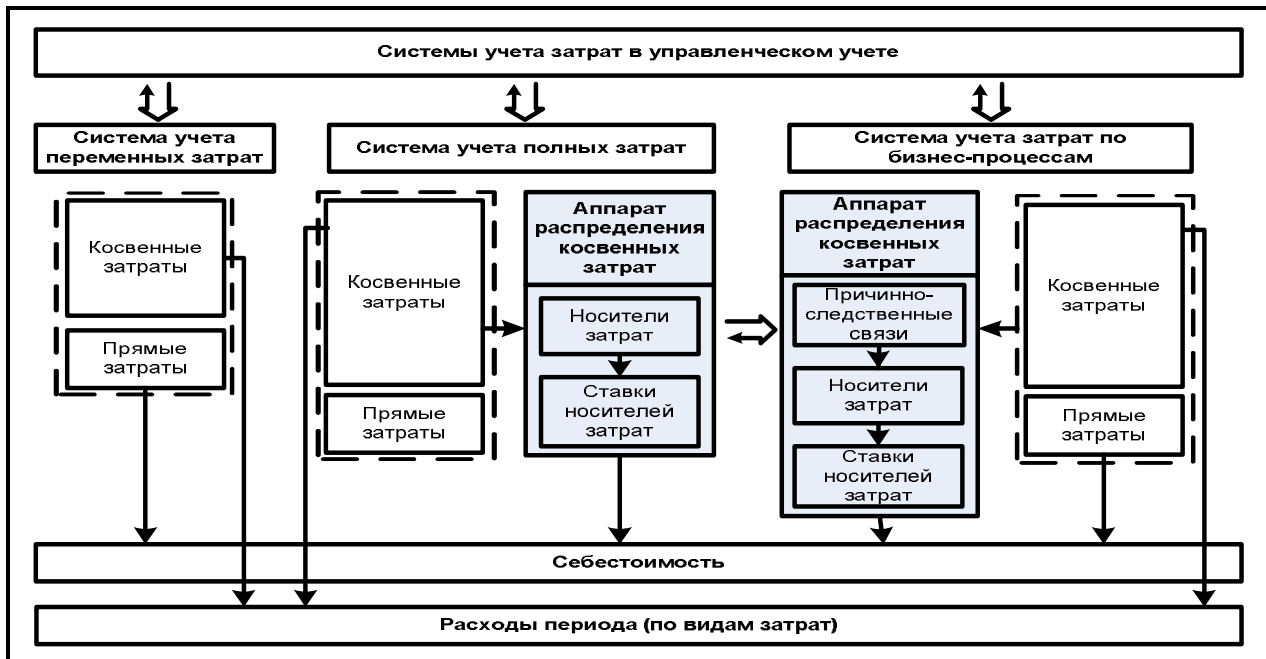 Системы учета затрат в управленческом учете
Система учета
переменных затрат
Система учета полных затрат
Система учета затрат по
бизнес-процессам
Косвенные
затраты
Прямые
затраты
Косвенные
затраты
Прямые
затраты
Аппарат
распределения
косвенных
затрат
Носители
затрат
Ставки
носителей
затрат
Аппарат
распределения
косвенных
затрат
Причинно-
следственные
связи
Носители
затрат
Ставки
носителей
затрат
Косвенные
затраты
Прямые
затраты
Себестоимость
Расходы периода (по видам затрат)